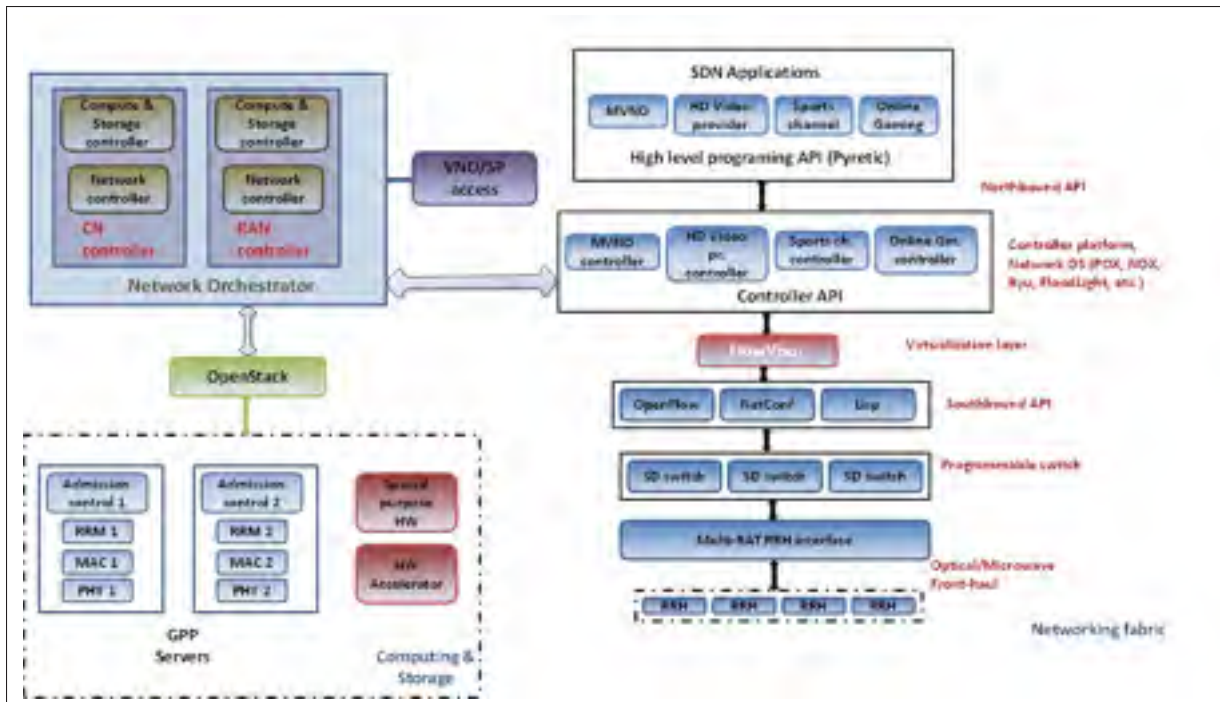 Compute &
Storage
controller
Network
controller
CN
controller
Compute &
Storage
controller
Network
controller
RAN
controller
Network Orchestrator
VNO/SP
access
OpenStack
Admission
control 1
RRM 1
MAC 1
PHY 1
Admission
control 2
RRM 2
MAC 2
PHY 2
Special
purpose
HW
HW
Accelerator
GPP
Servers
Computing &
Storage
SDN Applications
MVNO
HD Video
provider
Sports
channel
Online
Gaming
High level programing API (Pyretic)
Northbound API
MVNO
controller
HD Video
pr.
controller
Sports ch.
controller
Online Gm.
controller
Controller API
Controller platform,
Network OS (POX, NOX,
Ryu, FloodLight, etc.)
FlowVisor
Virtualization layer
OpenFlow
NetConf
Lisp
Southbound API
SD switch
SD switch
SD switch
Programmable switch
Multi-RAT RRH interface
Optical/Microwave
Front-haul
RRH
RRH
RRH
RRH
Networking fabric